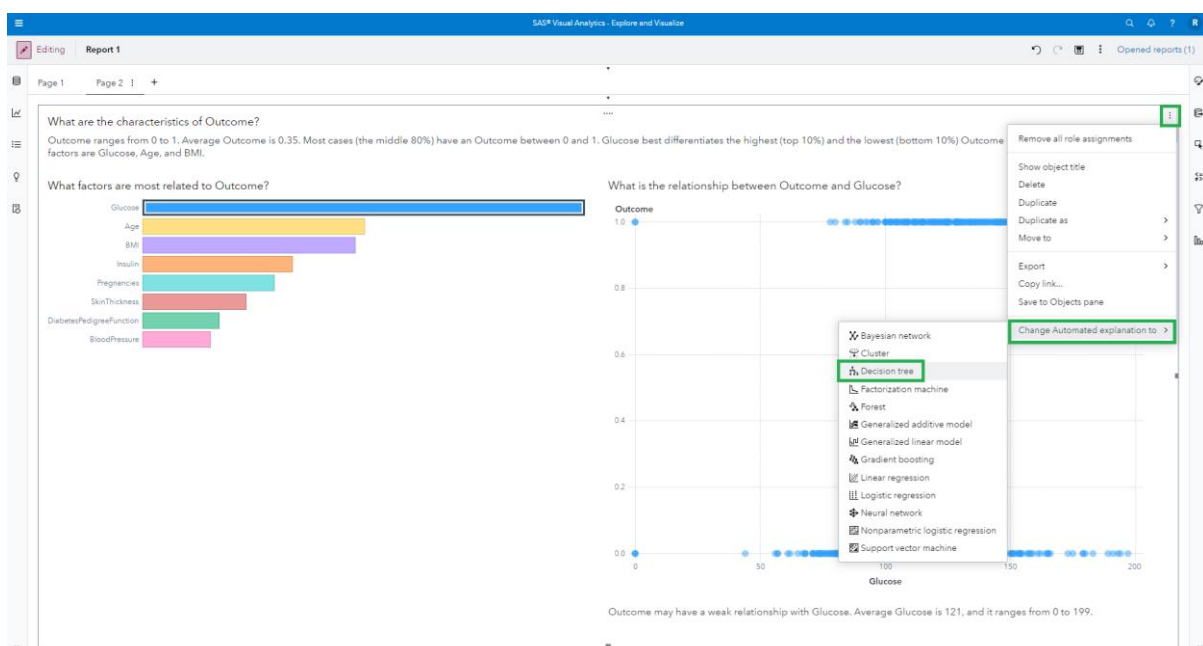 SAS® Visual Analytics - Explore and Visualize
R
Editing
Report 1
Opened reports (1)
Page 1
Page 2
What are the characteristics of Outcome?
Outcome ranges from 0 to 1. Average Outcome is 0.35. Most cases (the middle 80%) have an Outcome between 0 and 1. Glucose best differentiates the highest (top 10%) and the lowest (bottom 10%) Outcome
factors are Glucose, Age, and BMI.
What factors are most related to Outcome?
Glucose
Age
BMI
Insulin
Pregnancies
SkinThickness
DiabetesPedigreeFunction
BloodPressure
What is the relationship between Outcome and Glucose?
Outcome
1.0
0.8
0.6
0.4
0.2
0.0
0
50
100
150
200
Glucose
Outcome may have a weak relationship with Glucose. Average Glucose is 121, and it ranges from 0 to 199.
Remove all role assignments
Show object title
Delete
Duplicate
Duplicate as
Move to
Export
Copy link...
Save to Objects pane
Change Automated explanation to
Bayesian network
Cluster
Decision tree
Factorization machine
Forest
Generalized additive model
Generalized linear model
Gradient boosting
Linear regression
Logistic regression
Neural network
Nonparametric logistic regression
Support vector machine